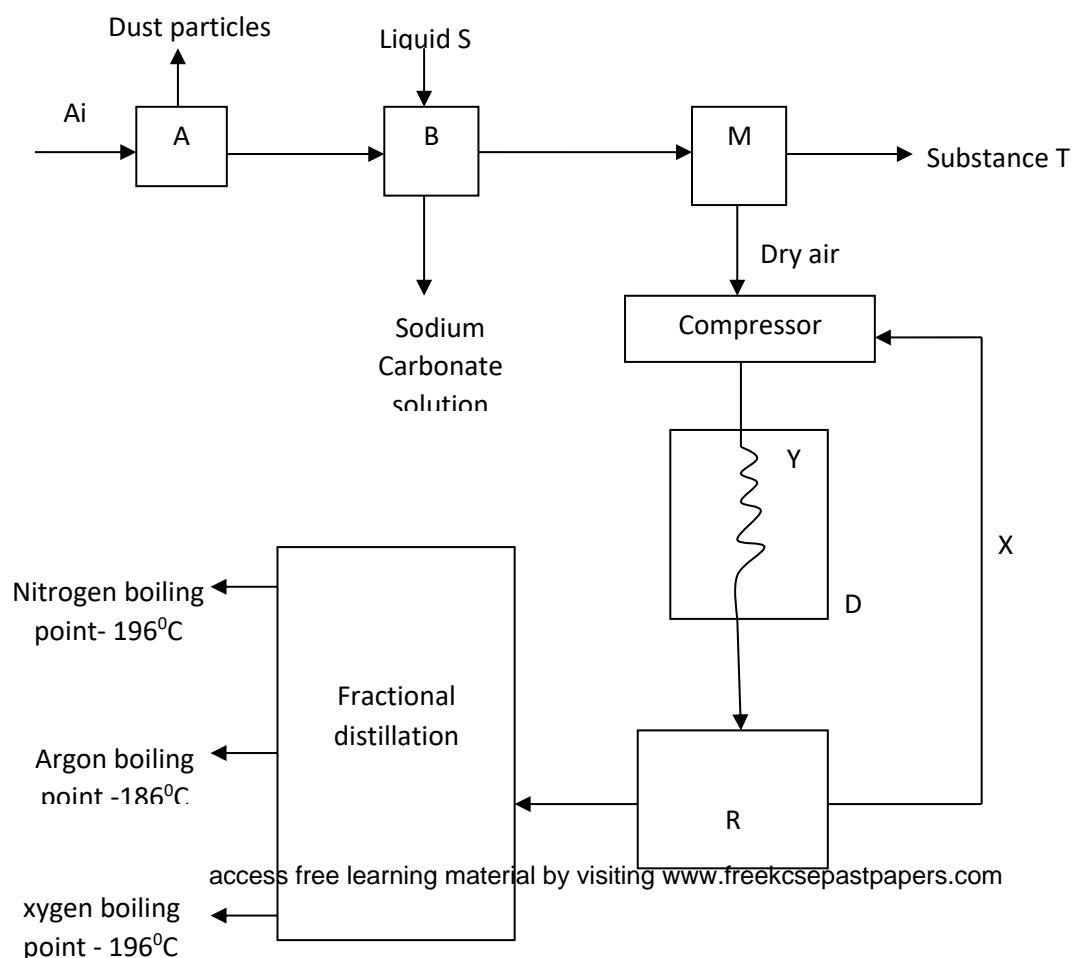 Dust particles
Liquid S
Ai
A
B
M
Substance T
Dry air
Sodium
Carbonate
solution
Compressor
Y
X
D
Nitrogen boiling
point- 196⁰C
Fractional
distillation
Argon boiling
point -186⁰C
R
access free learning material by visiting www.freekcsepastpapers.com
xygen boiling
point - 196⁰C